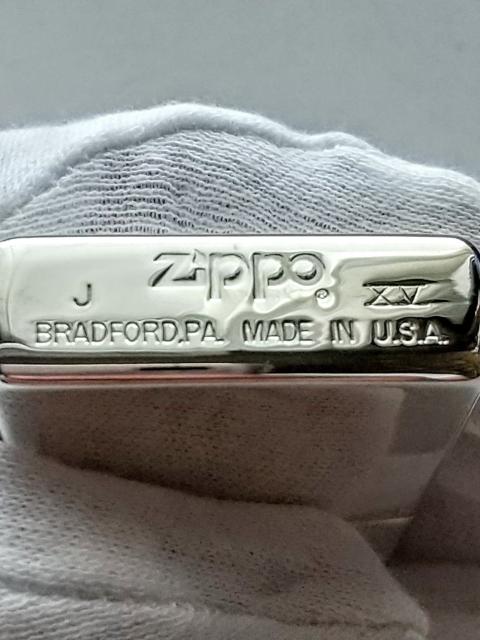 J Zippo® XV
BRADFORD,PA. MADE IN U.S.A.